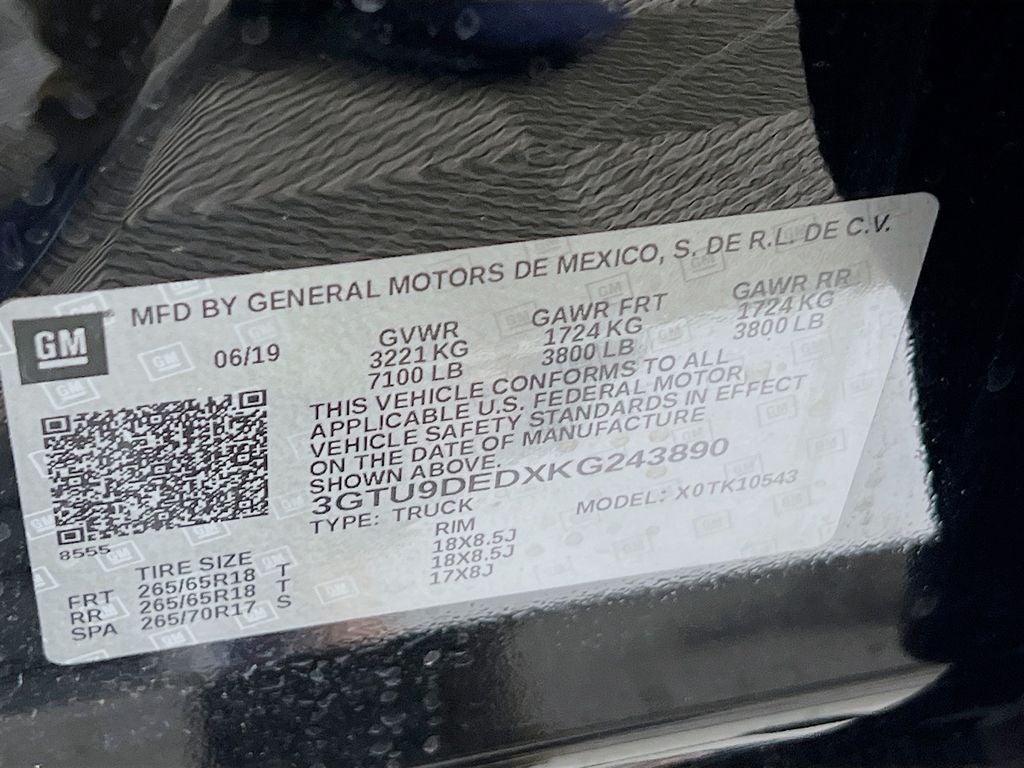 MFD BY GENERAL MOTORS DE MEXICO, S. DE R.L. DE C.V.
GM
06/19
GVWR GAWR FRT GAWR RR
3221 KG 1724 KG 1724 KG
7100 LB 3800 LB 3800 LB
THIS VEHICLE CONFORMS TO ALL
APPLICABLE U.S. FEDERAL MOTOR
VEHICLE SAFETY STANDARDS IN EFFECT
ON THE DATE OF MANUFACTURE
SHOWN ABOVE.
3GTU9DEDXKG243890
TYPE: TRUCK MODEL: X0TK10543
8555
TIRE SIZE RIM
FRT 265/65R18 T 18X8.5J
RR 265/65R18 T 18X8.5J
SPA 265/70R17 S 17X8J